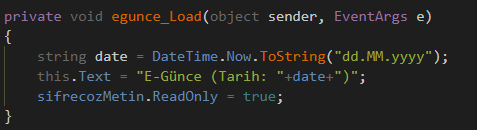 private void egunce_Load(object sender, EventArgs e)
{
    string date = DateTime.Now.ToString("dd.MM.yyyy");
    this.Text = "E-Günce (Tarih: "+date+")";
    sifrecozMetin.ReadOnly = true;
}